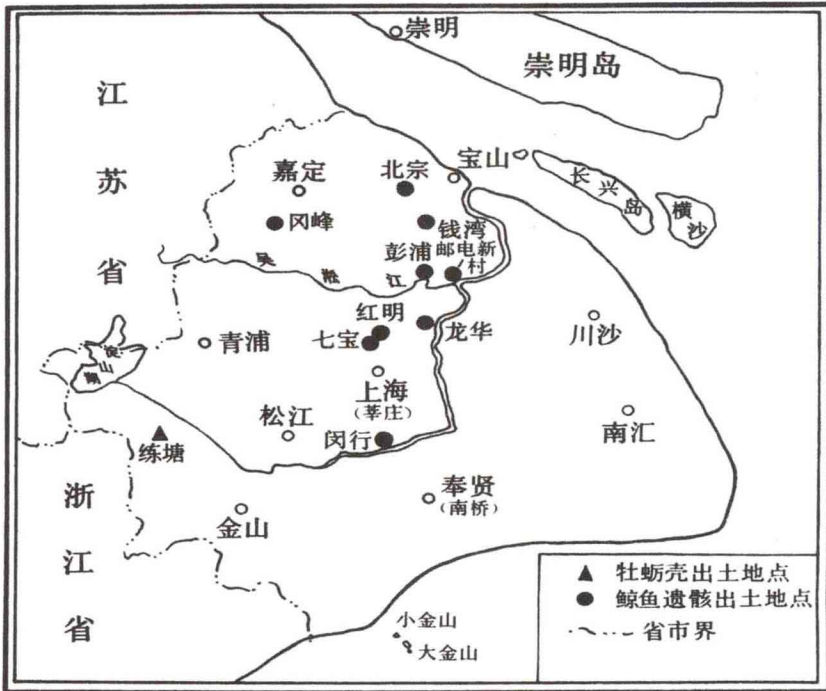 崇明
崇明岛
江苏省
宝山
长兴岛
横沙
嘉定
北宗
冈峰
钱湾
彭浦
邮电新村
吴淞江
红明
七宝
龙华
川沙
青浦
淀山湖
上海
(莘庄)
松江
闵行
南汇
练塘
浙江省
金山
奉贤
(南桥)
小金山
大金山
牡蛎壳出土地点
鲸鱼遗骸出土地点
省市界